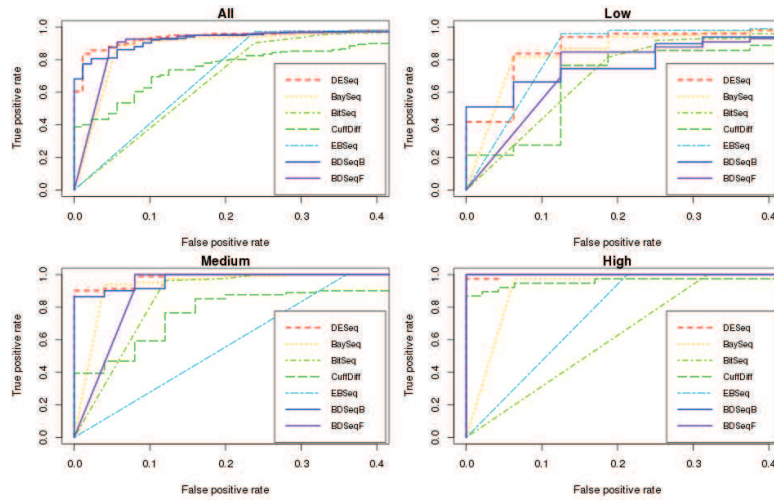 All
True positive rate
0.0 0.2 0.4 0.6 0.8 1.0
DESeq
BaySeq
BitSeq
CuffDiff
EBSeq
BDSeqB
BDSeqF
0.0 0.1 0.2 0.3 0.4
False positive rate
Low
True positive rate
0.0 0.2 0.4 0.6 0.8 1.0
DESeq
BaySeq
BitSeq
CuffDiff
EBSeq
BDSeqB
BDSeqF
0.0 0.1 0.2 0.3 0.4
False positive rate
Medium
True positive rate
0.0 0.2 0.4 0.6 0.8 1.0
DESeq
BaySeq
BitSeq
CuffDiff
EBSeq
BDSeqB
BDSeqF
0.0 0.1 0.2 0.3 0.4
False positive rate
High
True positive rate
0.0 0.2 0.4 0.6 0.8 1.0
DESeq
BaySeq
BitSeq
CuffDiff
EBSeq
BDSeqB
BDSeqF
0.0 0.1 0.2 0.3 0.4
False positive rate